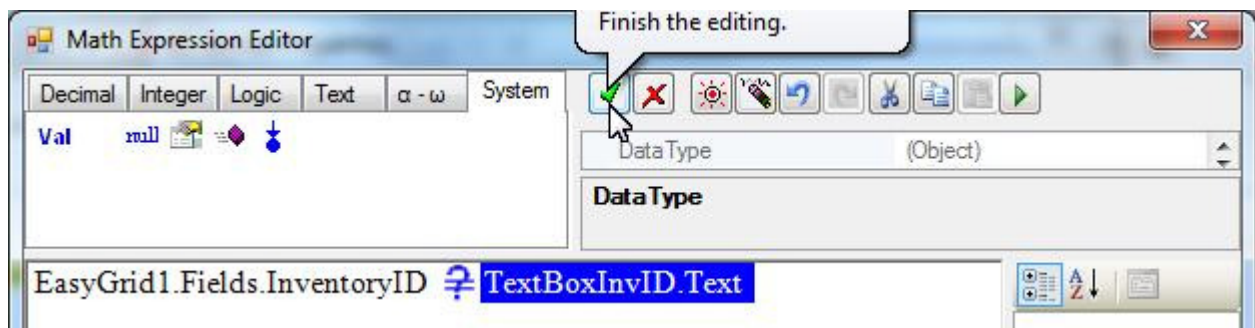 Finish the editing.
Math Expression Editor
Decimal Integer Logic Text α - ω System
Val null
DataType (Object)
DataType
EasyGrid1.Fields.InventoryID TextBoxInvID.Text